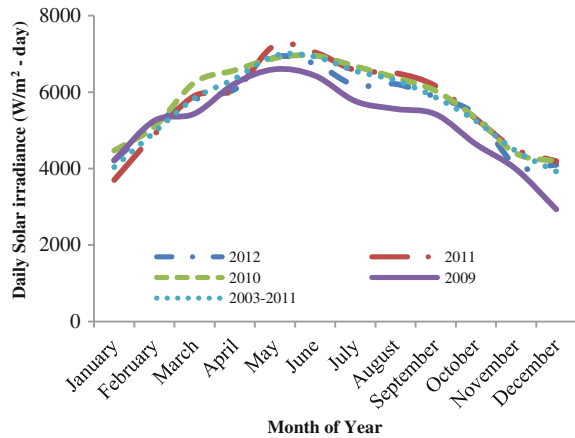 Daily Solar irradiance (W/m² - day)
8000
6000
4000
2000
0
2012
2011
2010
2009
2003-2011
January
February
March
April
May
June
July
August
September
October
November
December
Month of Year